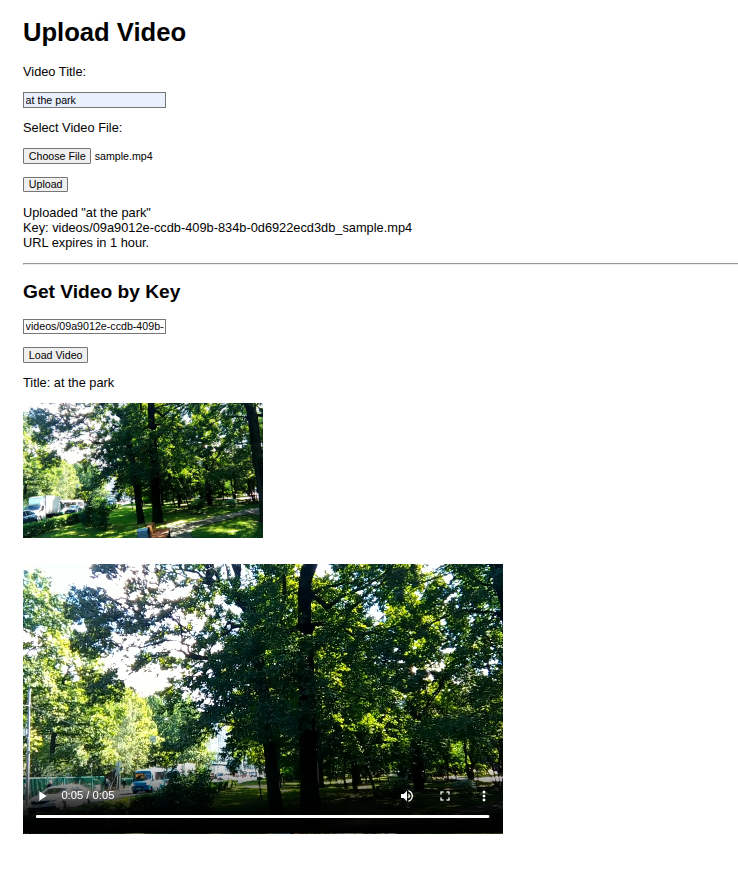 Upload Video
Video Title:
at the park
Select Video File:
Choose File sample.mp4
Upload
Uploaded "at the park"
Key: videos/09a9012e-ccdb-409b-834b-0d6922ecd3db_sample.mp4
URL expires in 1 hour.
Get Video by Key
videos/09a9012e-ccdb-409b-
Load Video
Title: at the park
0:05 / 0:05